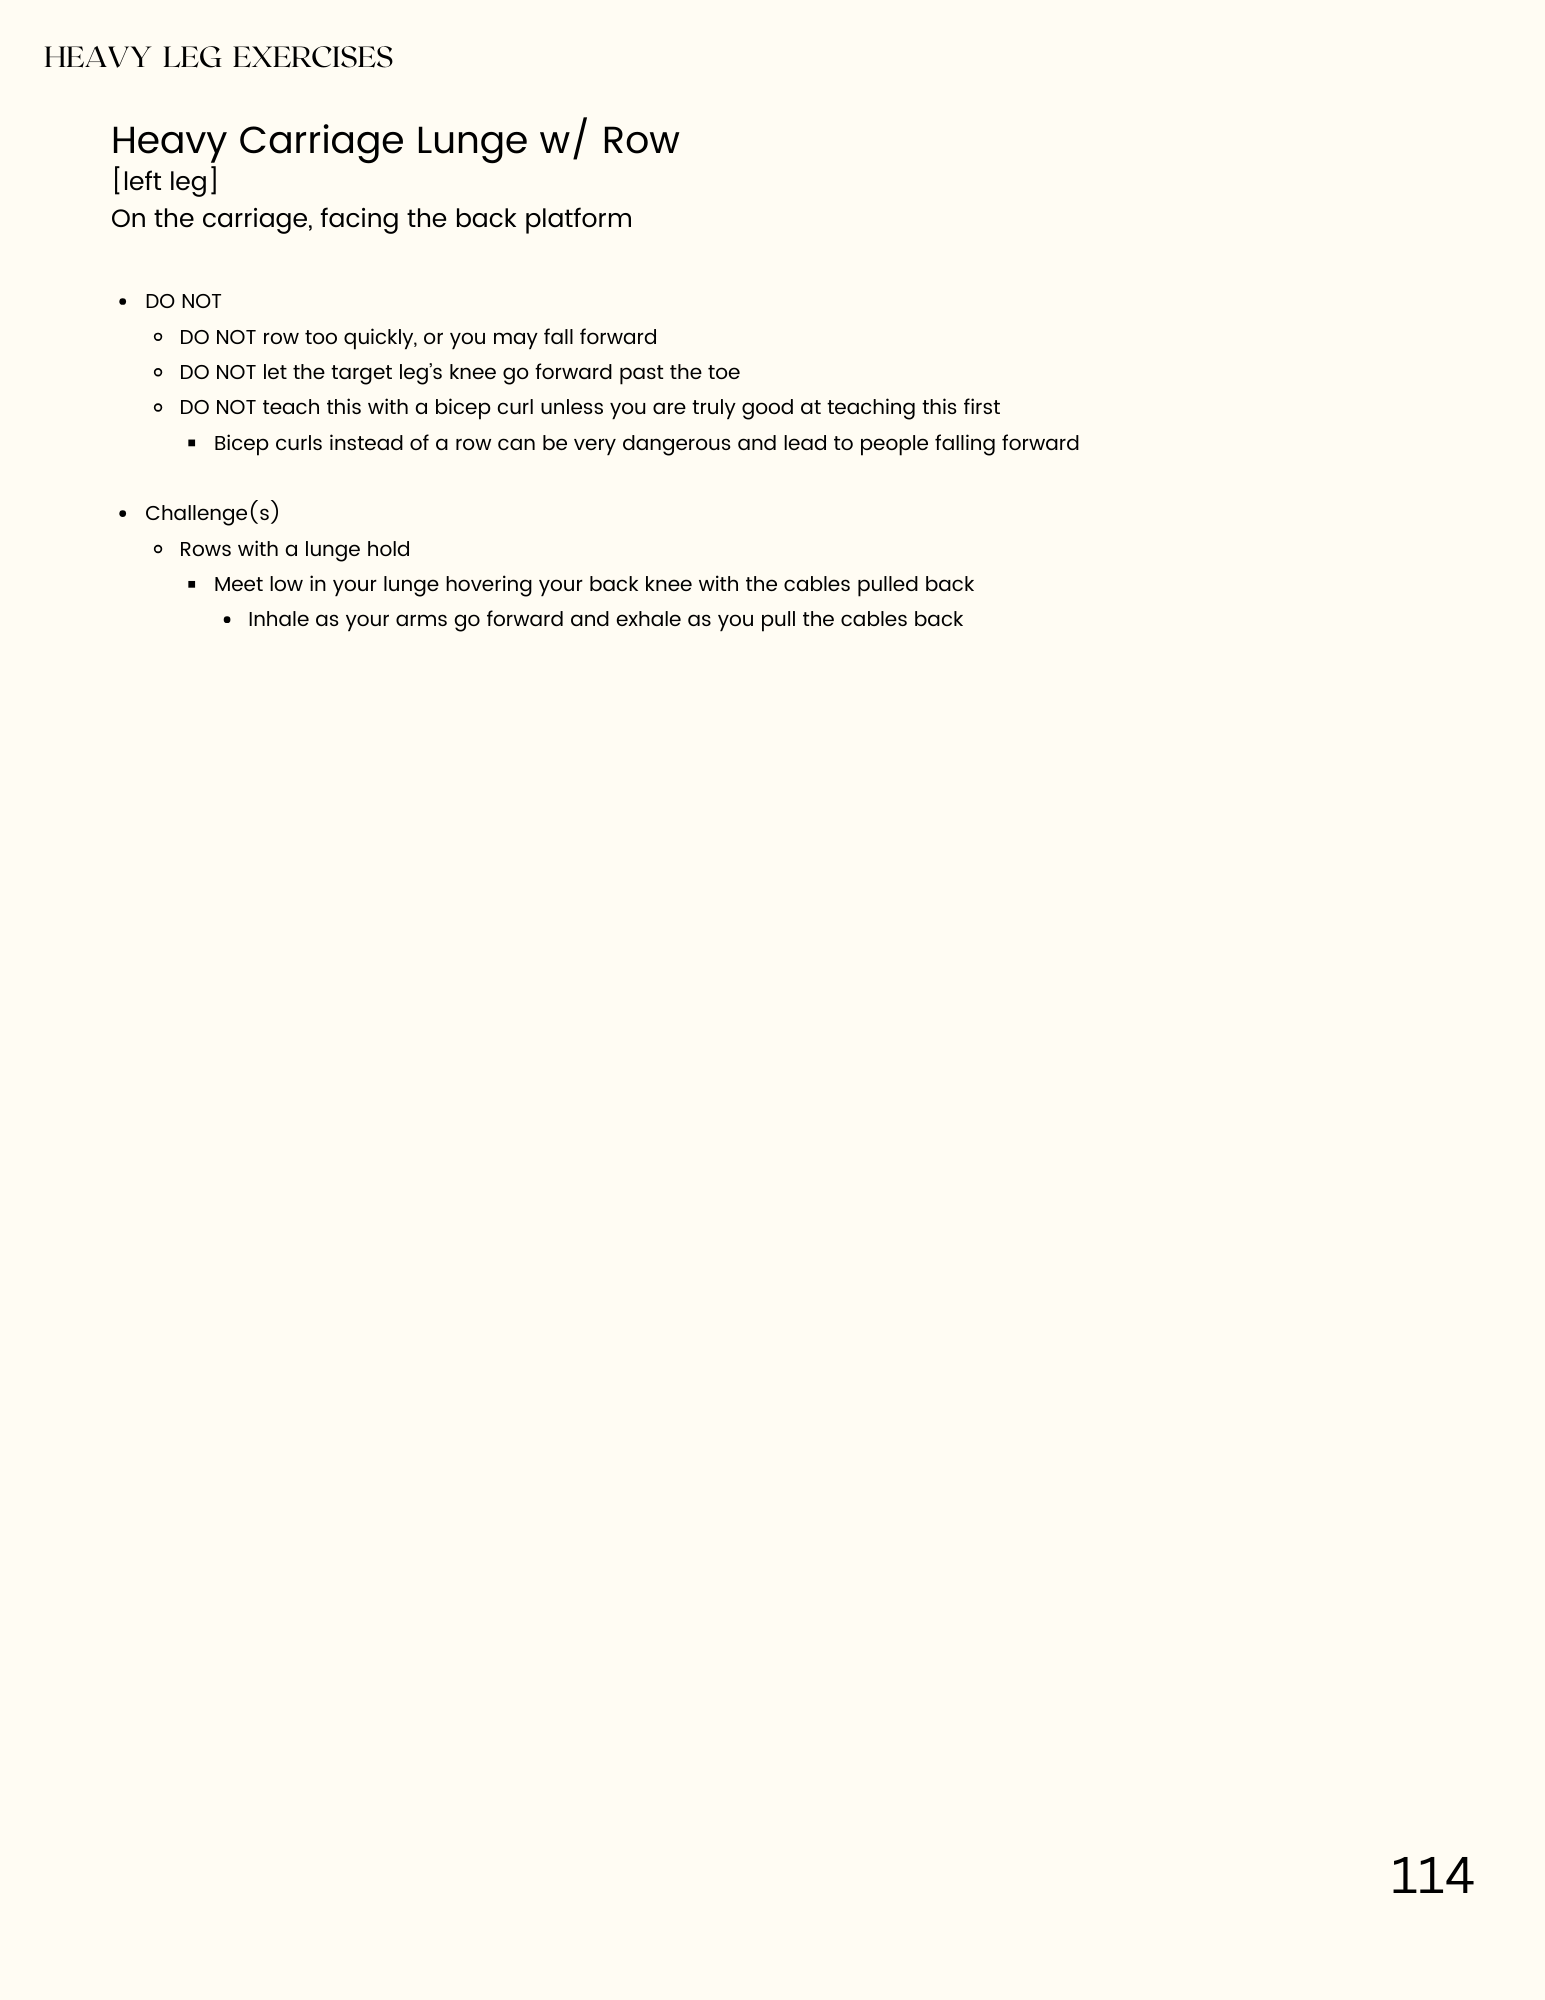 HEAVY LEG EXERCISES
Heavy Carriage Lunge w/ Row
[left leg]
On the carriage, facing the back platform
• DO NOT
◦ DO NOT row too quickly, or you may fall forward
◦ DO NOT let the target leg’s knee go forward past the toe
◦ DO NOT teach this with a bicep curl unless you are truly good at teaching this first
▪ Bicep curls instead of a row can be very dangerous and lead to people falling forward
• Challenge(s)
◦ Rows with a lunge hold
▪ Meet low in your lunge hovering your back knee with the cables pulled back
• Inhale as your arms go forward and exhale as you pull the cables back
114